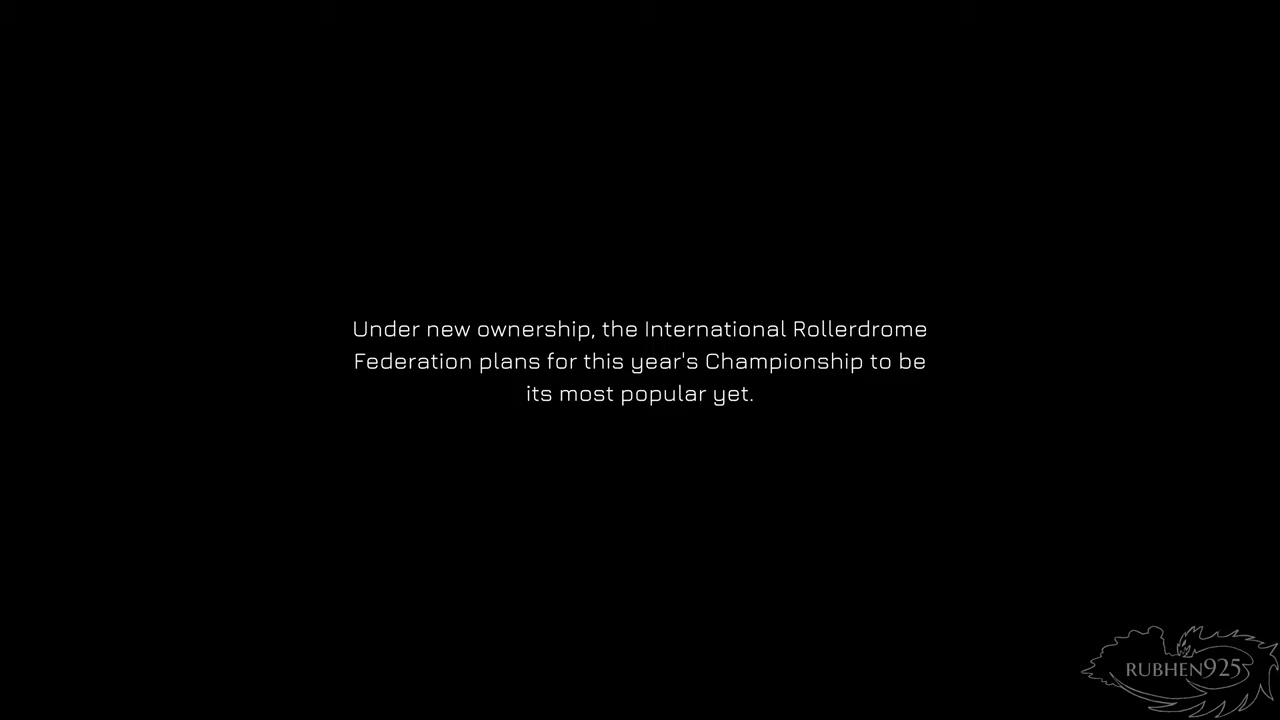 Under new ownership, the International Rollerdrome
Federation plans for this year's Championship to be
its most popular yet.
RUBHEN925